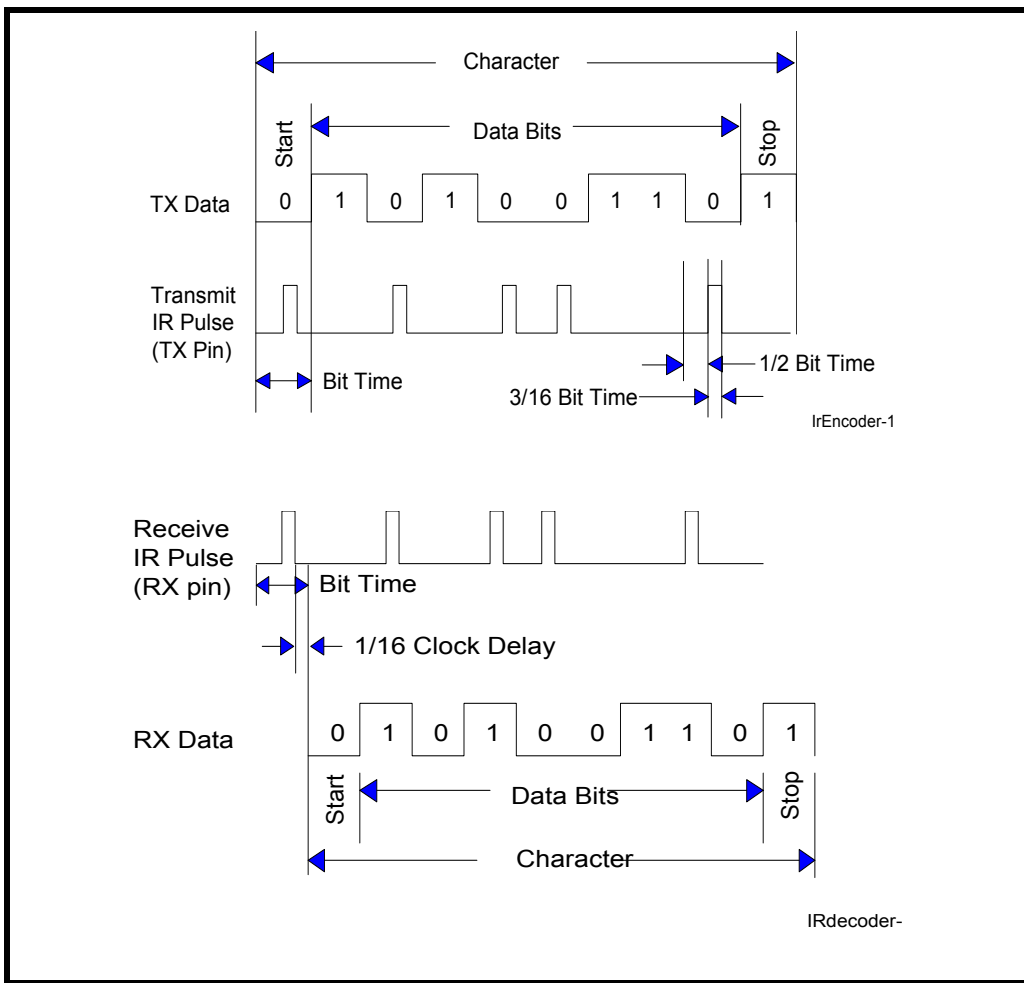 Character
Start
Data Bits
Stop
TX Data
0 1 0 1 0 0 1 1 0 1
Transmit
IR Pulse
(TX Pin)
Bit Time
1/2 Bit Time
3/16 Bit Time
IrEncoder-1
Receive
IR Pulse
(RX pin)
Bit Time
1/16 Clock Delay
RX Data
0 1 0 1 0 0 1 1 0 1
Start
Data Bits
Stop
Character
IRdecoder-